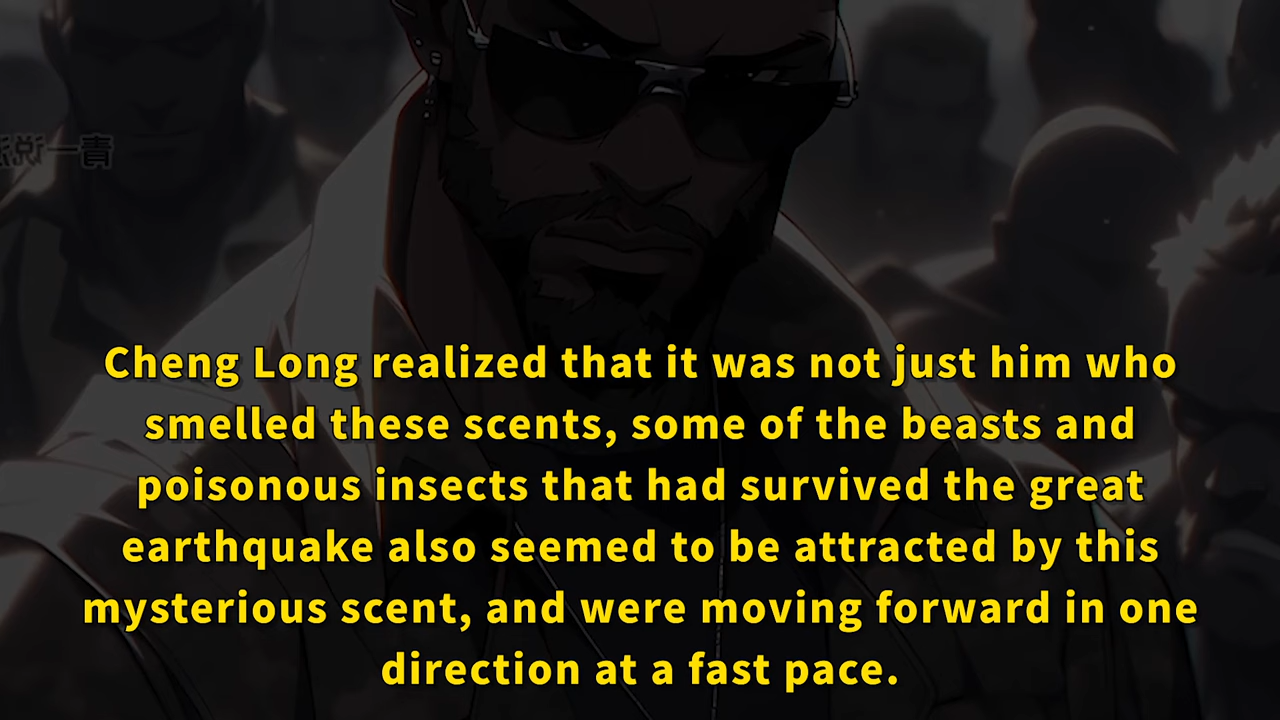 Cheng Long realized that it was not just him who
smelled these scents, some of the beasts and
poisonous insects that had survived the great
earthquake also seemed to be attracted by this
mysterious scent, and were moving forward in one
direction at a fast pace.